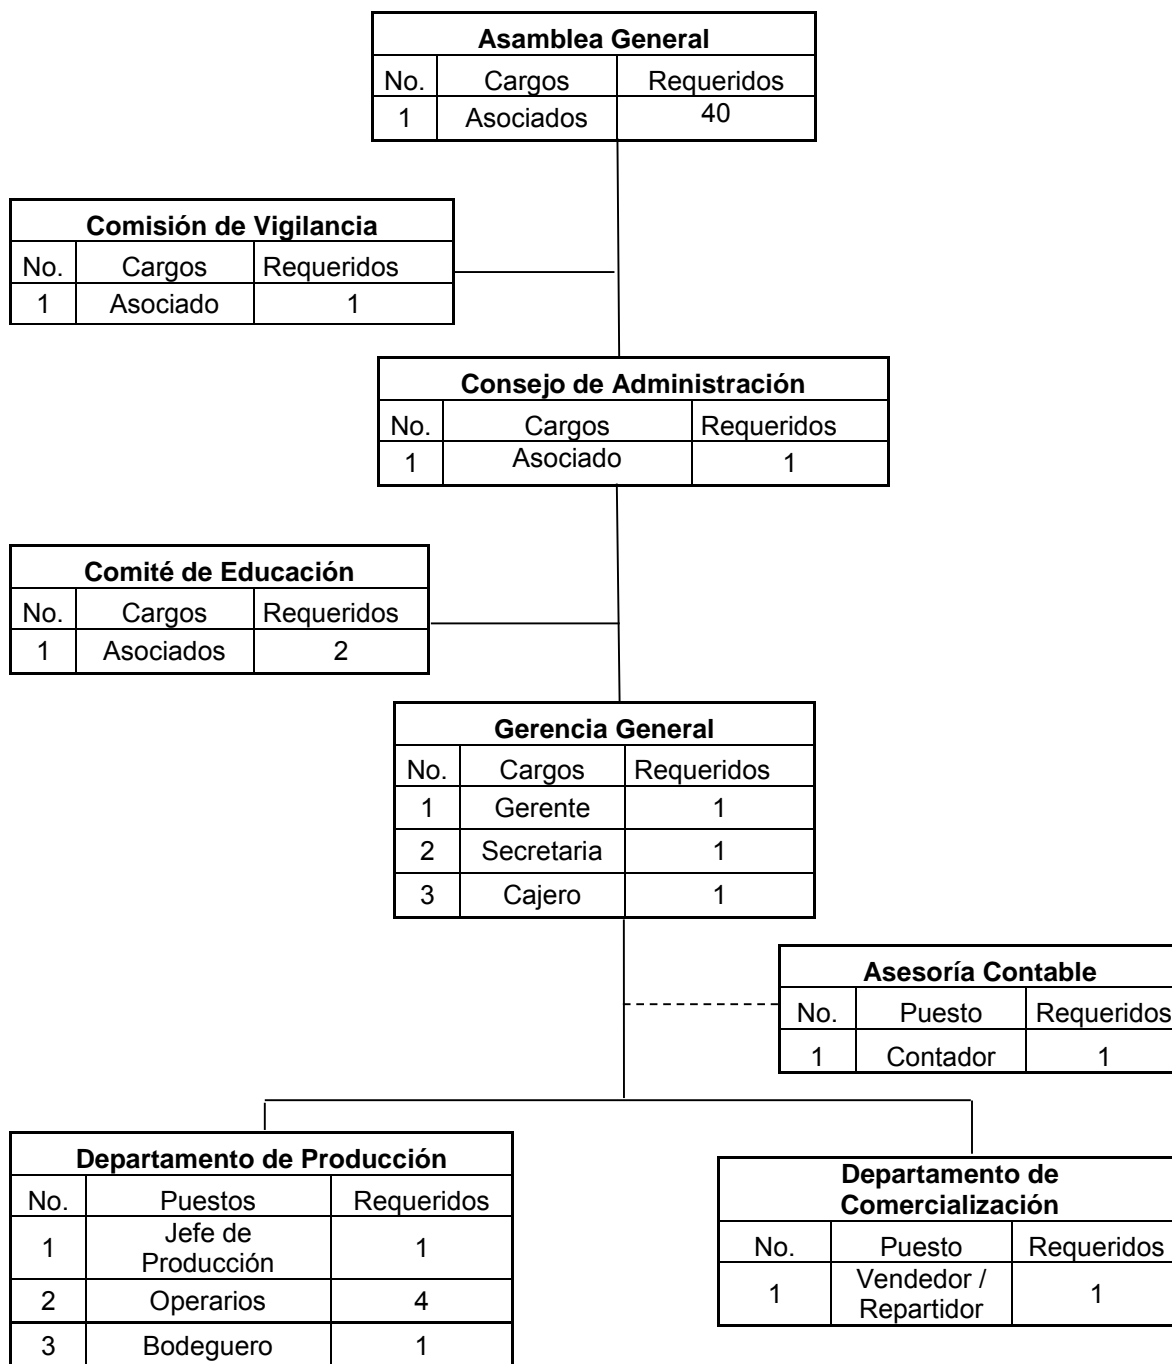 Asamblea General
No. Cargos Requeridos
1 Asociados 40
Comisión de Vigilancia
No. Cargos Requeridos
1 Asociado 1
Consejo de Administración
No. Cargos Requeridos
1 Asociado 1
Comité de Educación
No. Cargos Requeridos
1 Asociados 2
Gerencia General
No. Cargos Requeridos
1 Gerente 1
2 Secretaria 1
3 Cajero 1
Asesoría Contable
No. Puesto Requeridos
1 Contador 1
Departamento de Producción
No. Puestos Requeridos
1 Jefe de Producción 1
2 Operarios 4
3 Bodeguero 1
Departamento de
Comercialización
No. Puesto Requeridos
1 Vendedor / Repartidor 1